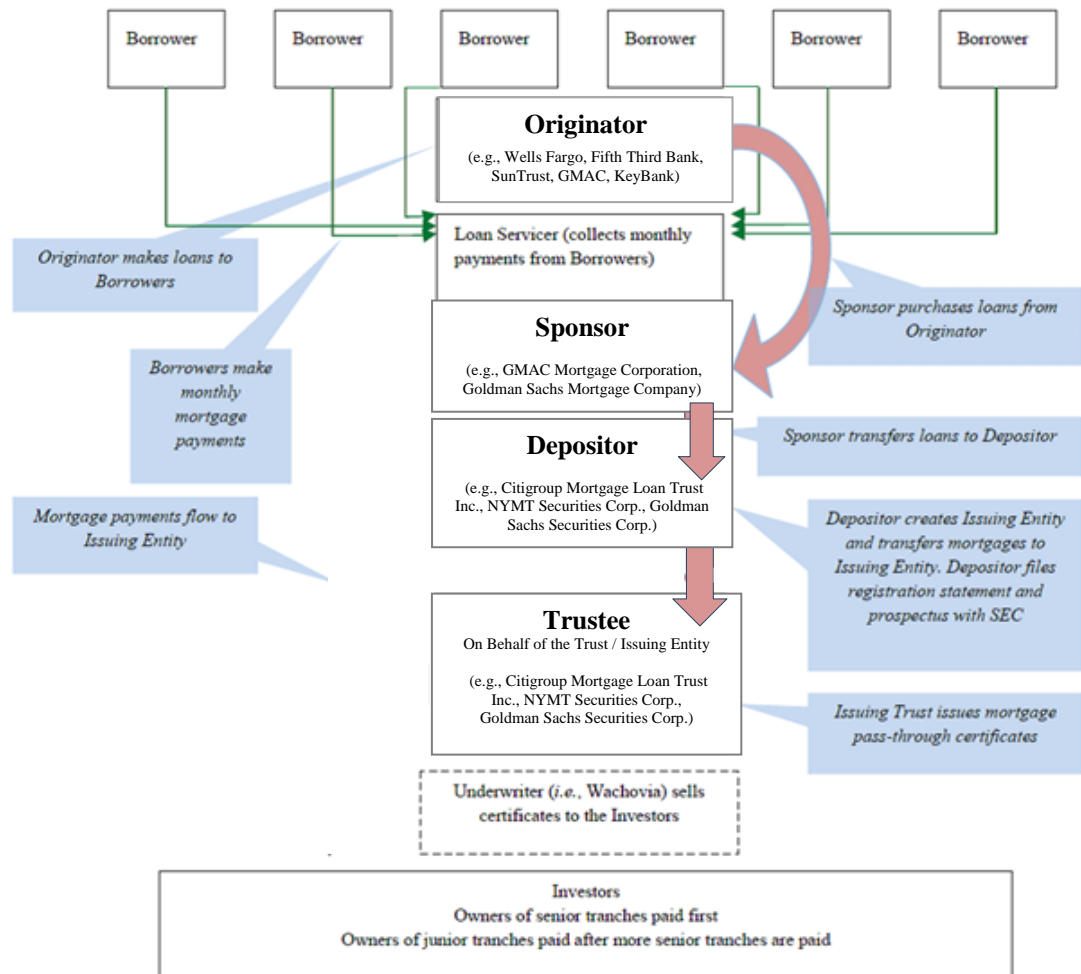 Borrower
Borrower
Borrower
Borrower
Borrower
Borrower
Originator
(e.g., Wells Fargo, Fifth Third Bank,
SunTrust, GMAC, KeyBank)
Loan Servicer (collects monthly
payments from Borrowers)
Originator makes loans to
Borrowers
Sponsor purchases loans from
Originator
Sponsor
(e.g., GMAC Mortgage Corporation,
Goldman Sachs Mortgage Company)
Borrowers make
monthly
mortgage
payments
Sponsor transfers loans to Depositor
Depositor
(e.g., Citigroup Mortgage Loan Trust
Inc., NYMT Securities Corp., Goldman
Sachs Securities Corp.)
Mortgage payments flow to
Issuing Entity
Depositor creates Issuing Entity
and transfers mortgages to
Issuing Entity. Depositor files
registration statement and
prospectus with SEC
Trustee
On Behalf of the Trust / Issuing Entity
(e.g., Citigroup Mortgage Loan Trust
Inc., NYMT Securities Corp.,
Goldman Sachs Securities Corp.)
Issuing Trust issues mortgage
pass-through certificates
Underwriter (i.e., Wachovia) sells
certificates to the Investors
Investors
Owners of senior tranches paid first
Owners of junior tranches paid after more senior tranches are paid